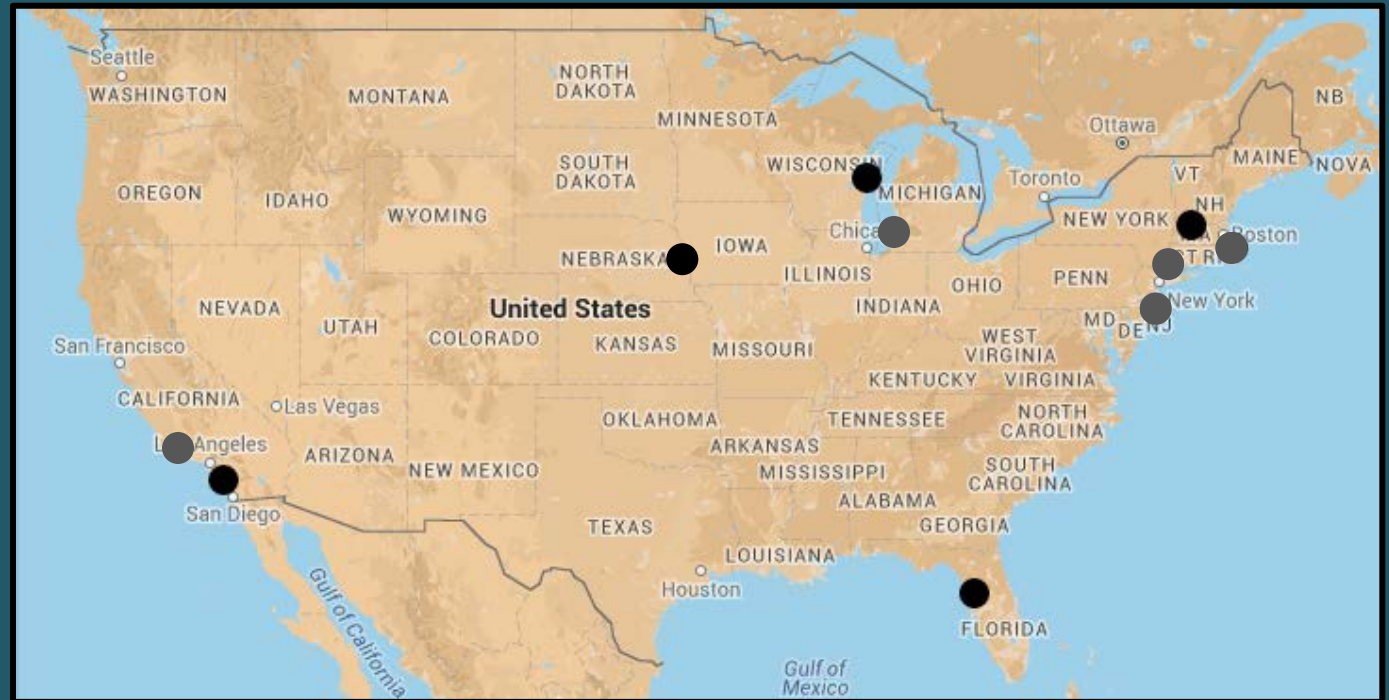 Seattle
WASHINGTON
MONTANA
NORTH
DAKOTA
MINNESOTA
Ottawa
NB
OREGON
IDAHO
WYOMING
SOUTH
DAKOTA
WISCONSIN
MICHIGAN
Toronto
VT
MAINE
NOVA
NH
NEW YORK
Boston
NEBRASKA
IOWA
ILLINOIS
INDIANA
OHIO
PENN
New York
NEVADA
UTAH
United States
COLORADO
KANSAS
MISSOURI
WEST
VIRGINIA
MD
DE
NJ
San Francisco
CALIFORNIA
Las Vegas
KENTUCKY
VIRGINIA
OKLAHOMA
TENNESSEE
NORTH
CAROLINA
Angeles
ARIZONA
NEW MEXICO
ARKANSAS
MISSISSIPPI
SOUTH
CAROLINA
ALABAMA
San Diego
TEXAS
GEORGIA
LOUISIANA
Houston
Gulf of California
FLORIDA
Gulf of
Mexico